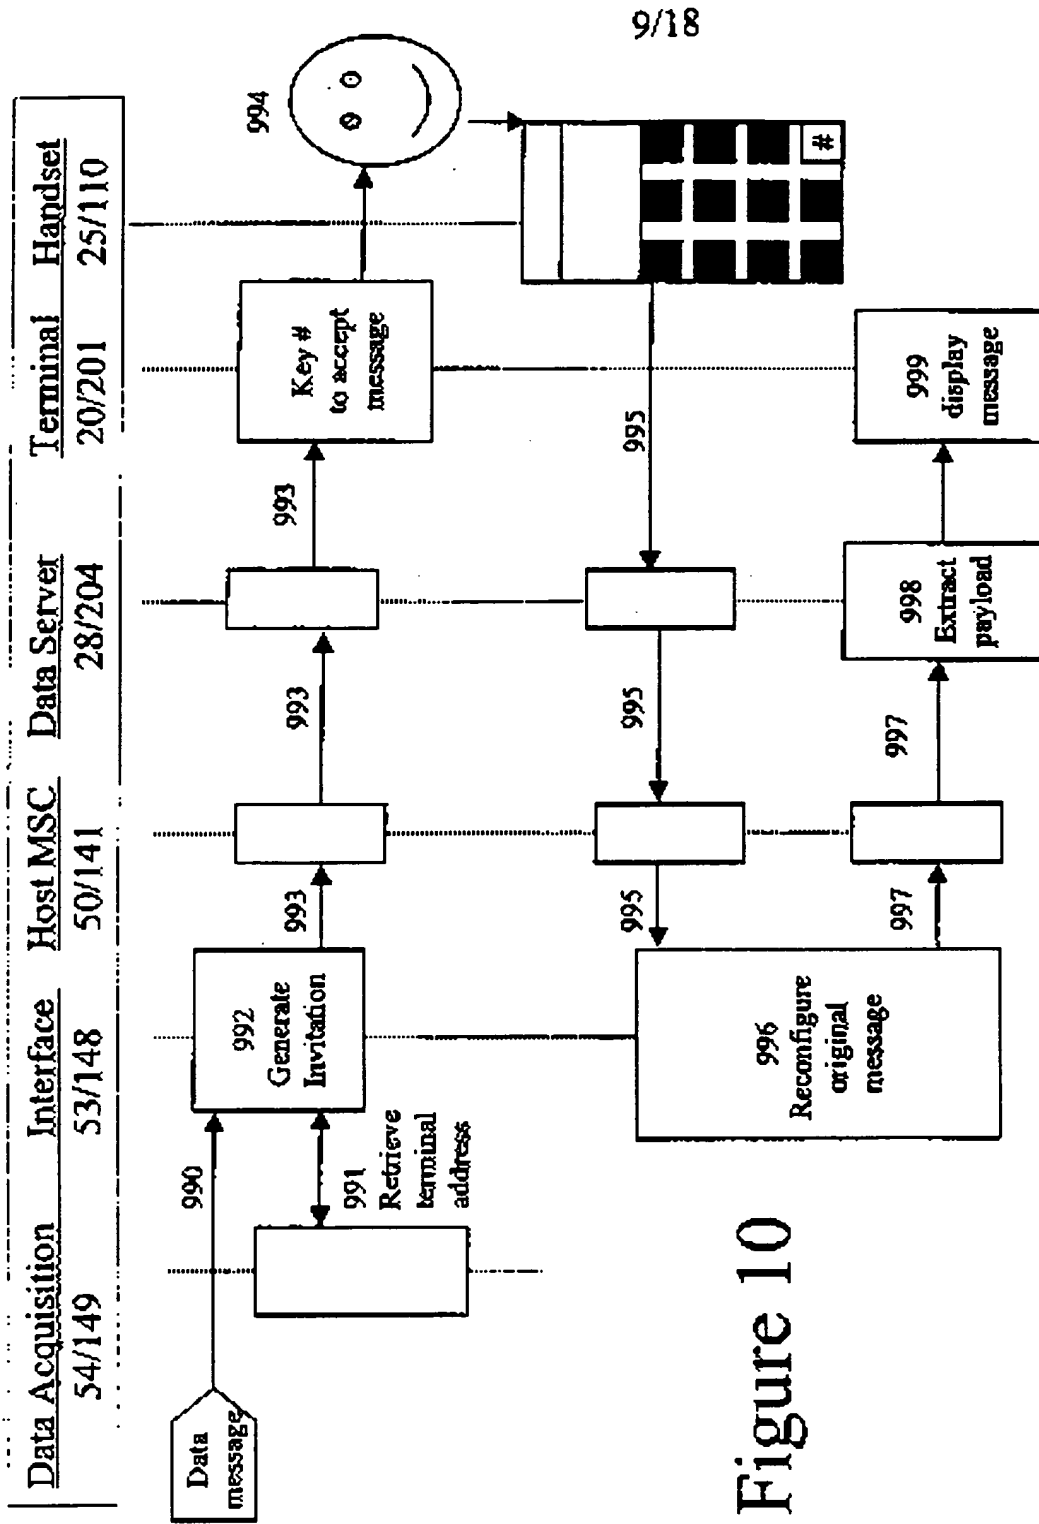 9/18
Data Acquisition Interface Host MSC Data Server Terminal Handset
54/149 53/148 50/141 28/204 20/201 25/110
Data
message
990
991
Retrieve
terminal
address
992
Generate
Invitation
993
993
993
Key #
to accept
message
994
#
995
995
995
996
Reconfigure
original
message
997
997
998
Extract
payload
999
display
message
Figure 10